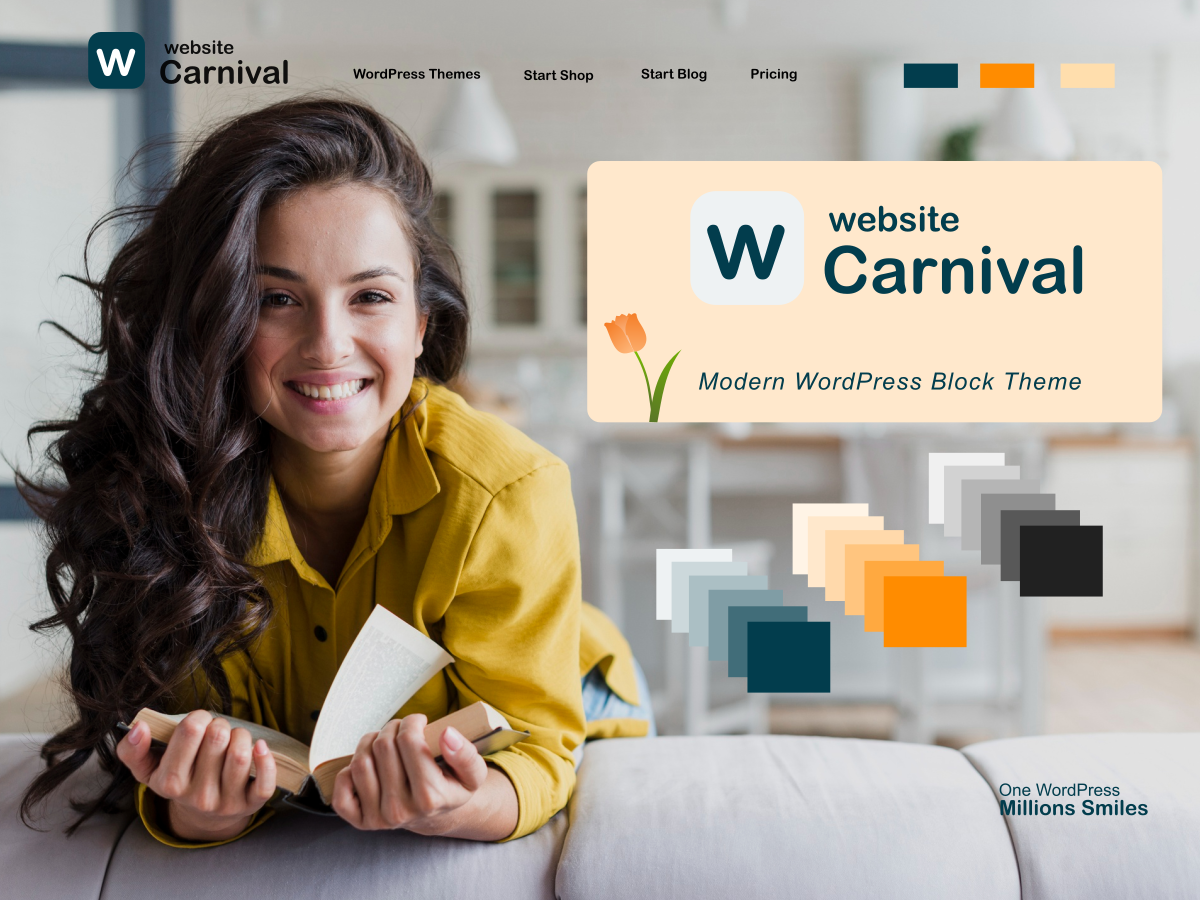 W
website
Carnival
WordPress Themes
Start Shop
Start Blog
Pricing
W
website
Carnival
Modern WordPress Block Theme
One WordPress
Millions Smiles